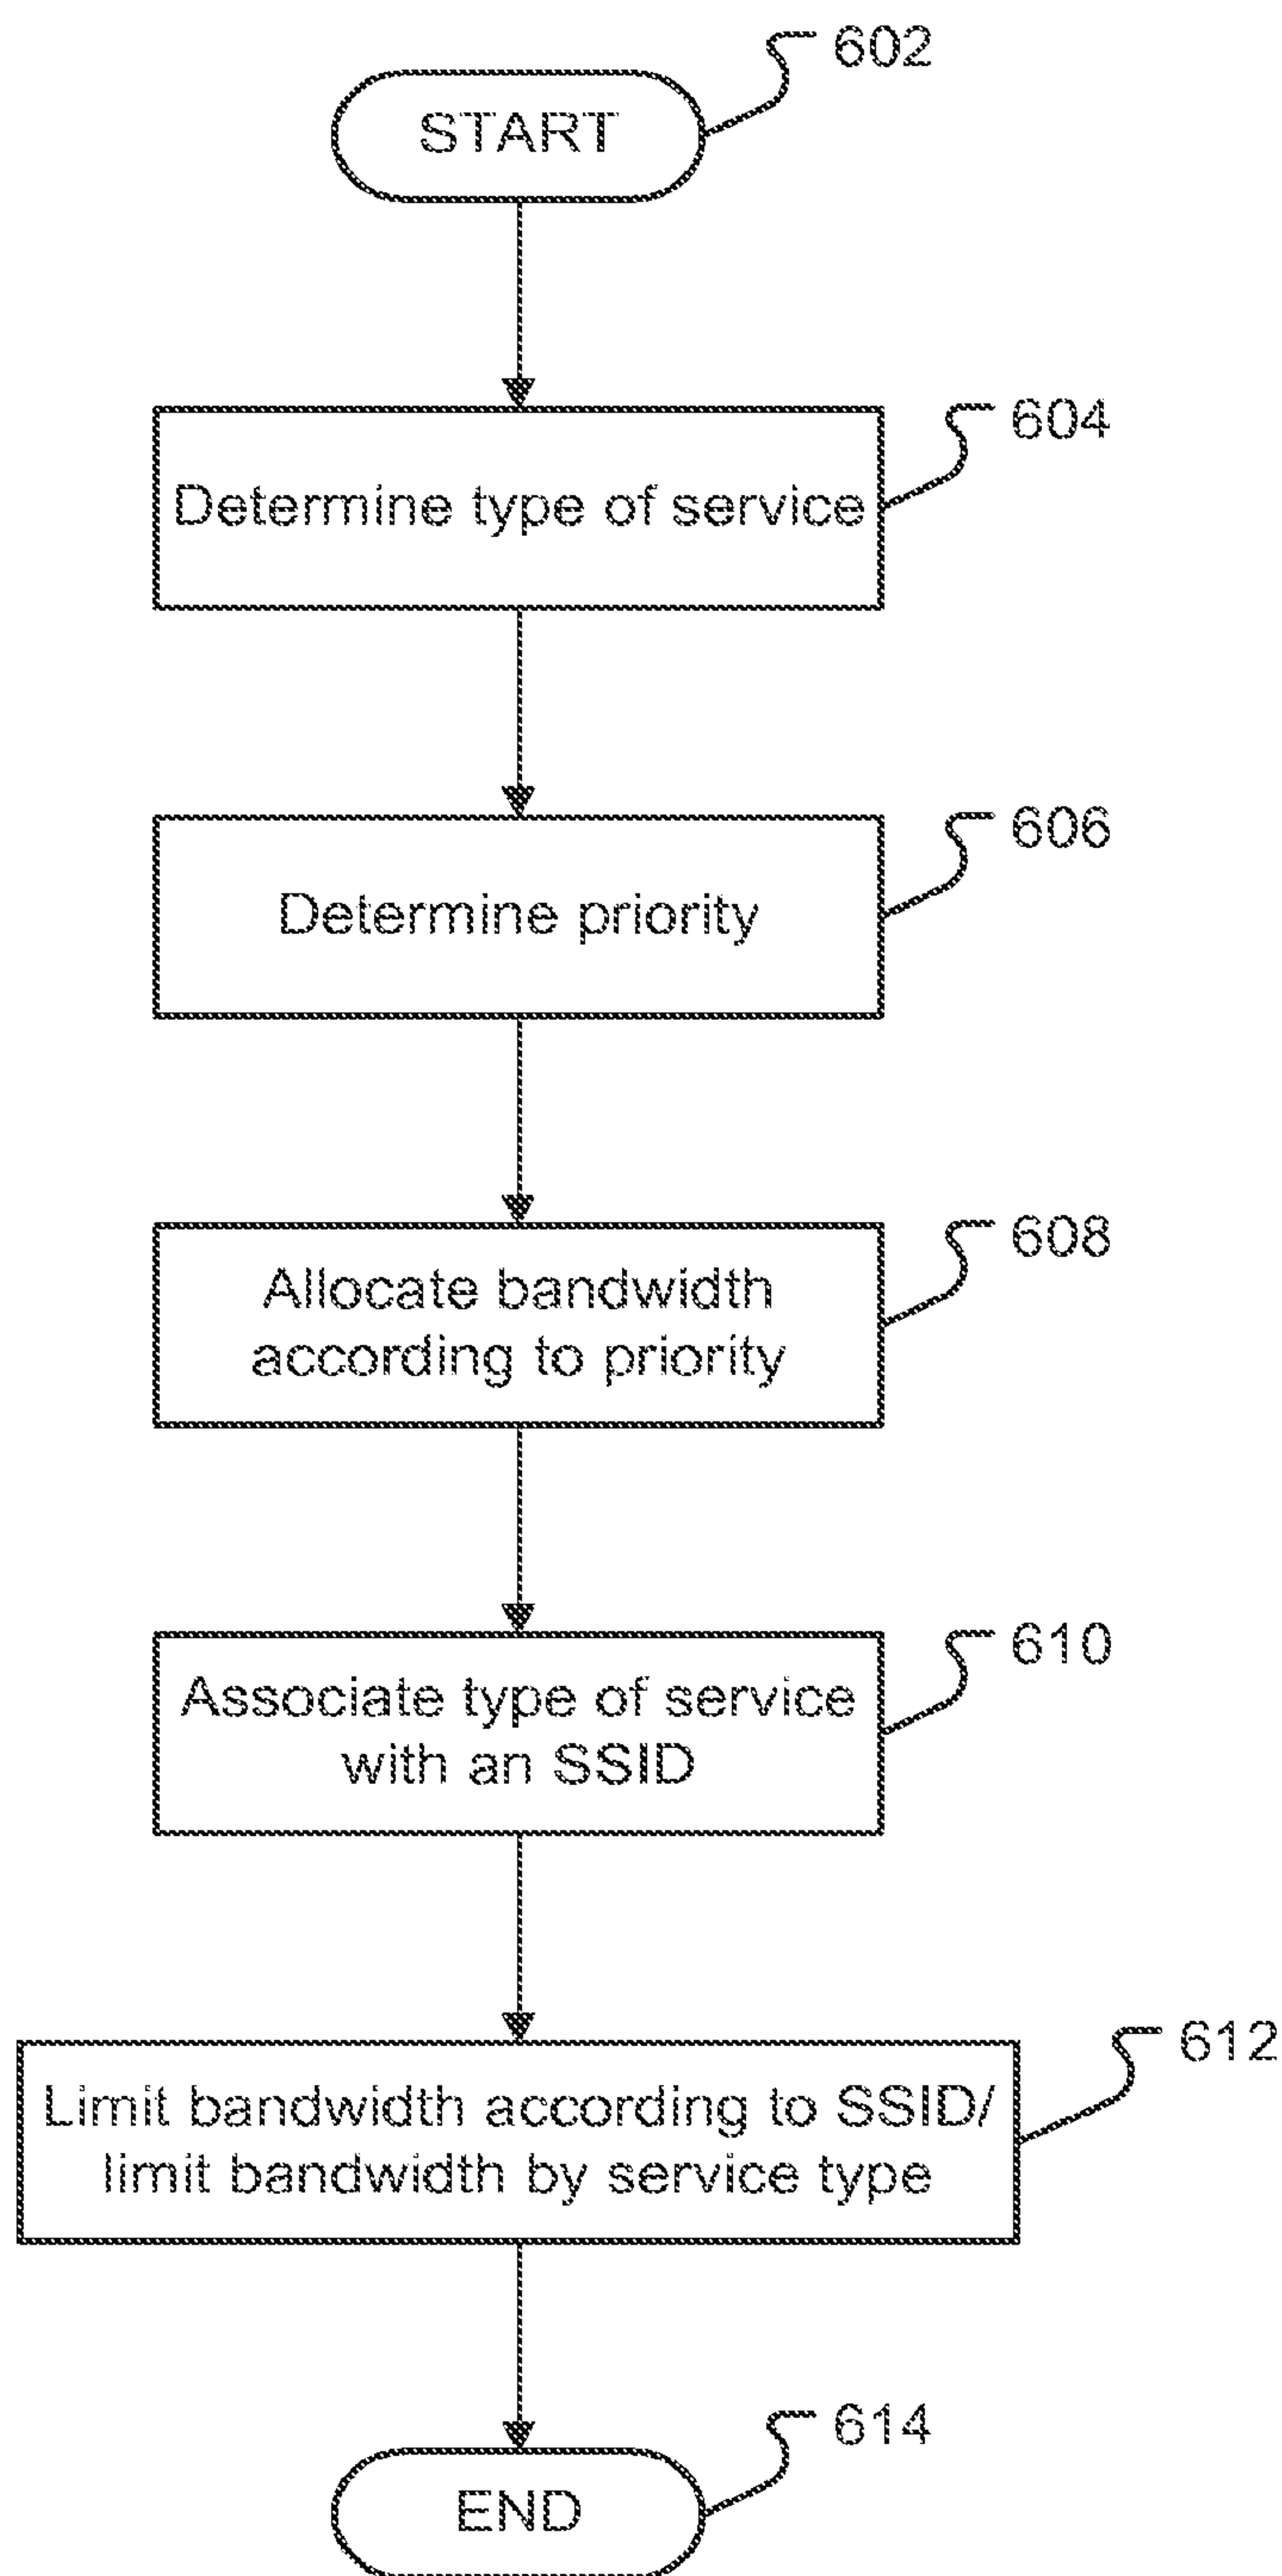 602
START
604
Determine type of service
606
Determine priority
608
Allocate bandwidth
according to priority
610
Associate type of service
with an SSID
612
Limit bandwidth according to SSID/
limit bandwidth by service type
614
END